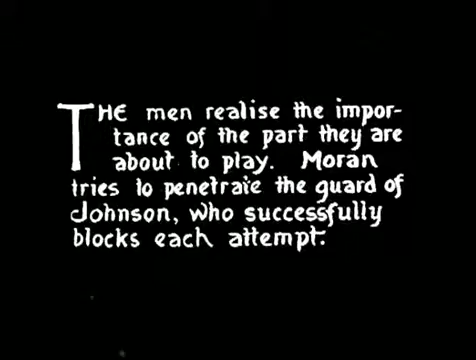 THE men realise the impor-
tance of the part they are
about to play. Moran
tries to penetrate the guard of
Johnson, who successfully
blocks each attempt.